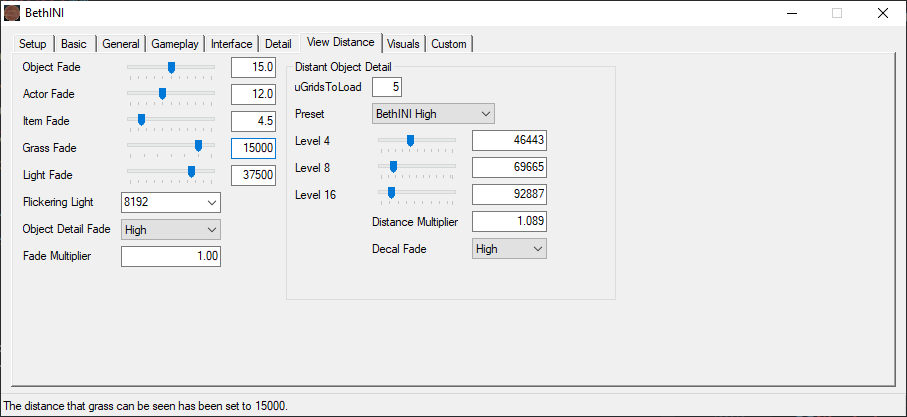 BethINI
Setup Basic General Gameplay Interface Detail View Distance Visuals Custom
Object Fade 15.0
Actor Fade 12.0
Item Fade 4.5
Grass Fade 15000
Light Fade 37500
Flickering Light 8192
Object Detail Fade High
Fade Multiplier 1.00
Distant Object Detail
uGridsToLoad 5
Preset BethINI High
Level 4 46443
Level 8 69665
Level 16 92887
Distance Multiplier 1.089
Decal Fade High
The distance that grass can be seen has been set to 15000.